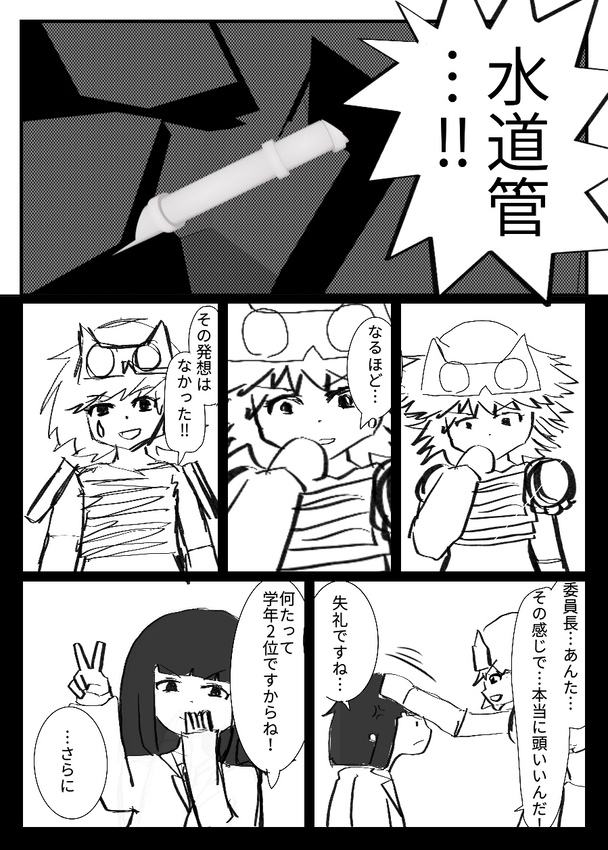 水道管
…!!
なるほど…
その発想は
なかった!!
委員長…あんた…
その感じで…本当に頭いいんだ!
失礼ですね…
何たって
学年2位ですからね!
…さらに